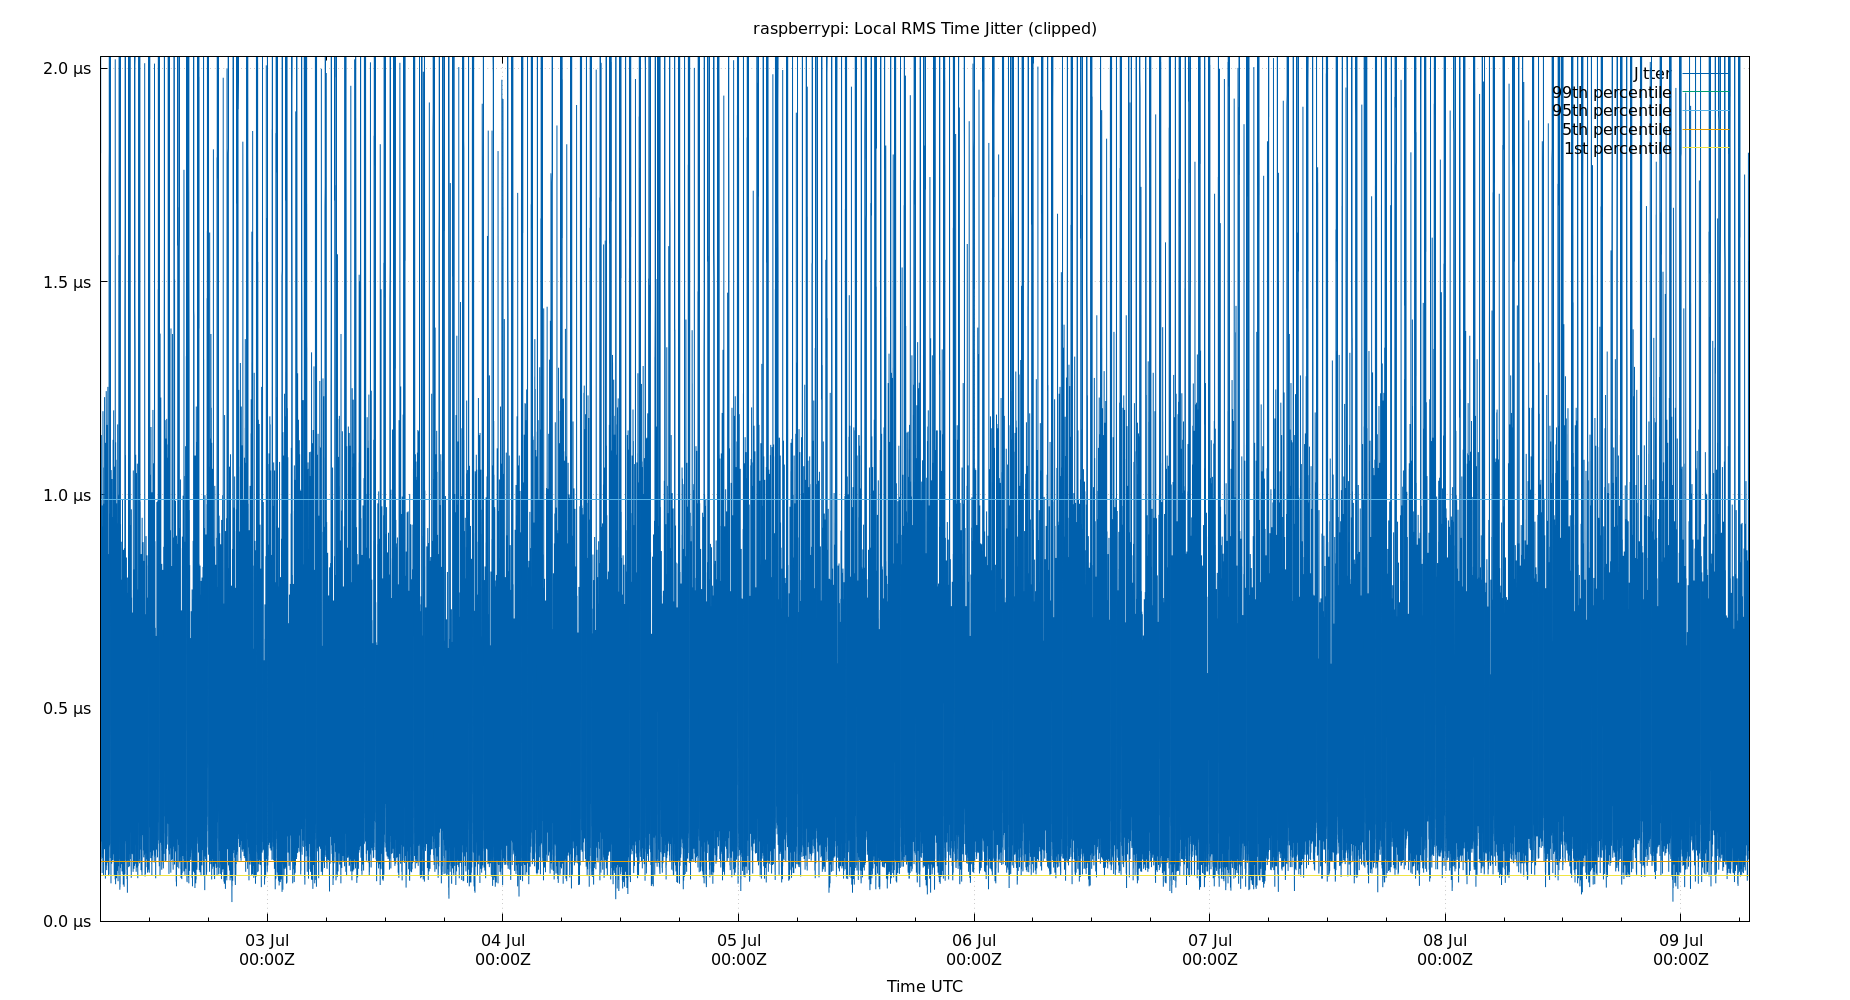 raspberrypi: Local RMS Time Jitter (clipped)
2.0 μs
1.5 μs
1.0 μs
0.5 μs
0.0 μs
Jitter
99th percentile
95th percentile
5th percentile
1st percentile
03 Jul 04 Jul 05 Jul 06 Jul 07 Jul 08 Jul 09 Jul
00:00Z 00:00Z 00:00Z 00:00Z 00:00Z 00:00Z 00:00Z
Time UTC